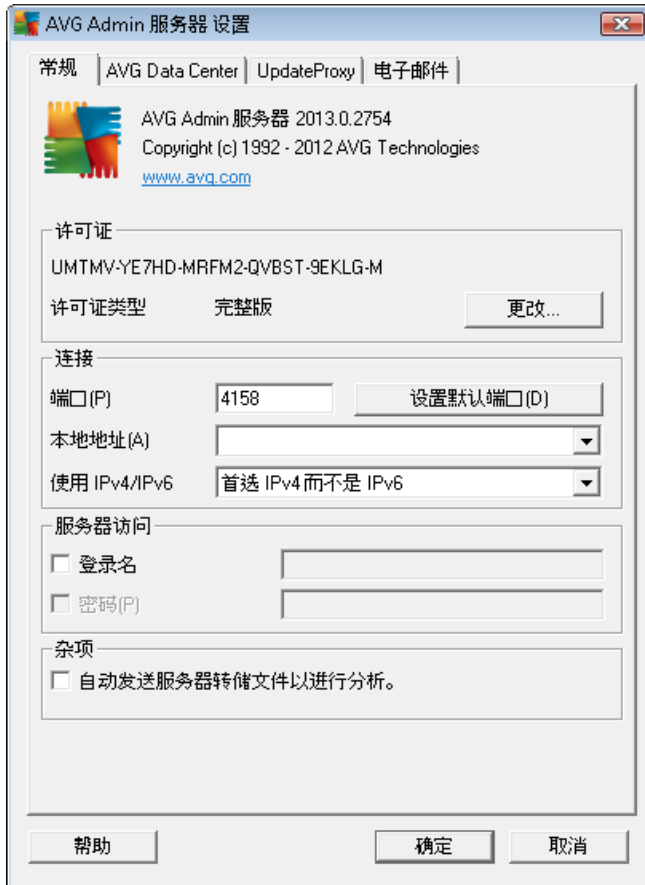 AVG Admin 服务器 设置
常规 AVG Data Center UpdateProxy 电子邮件
AVG Admin 服务器 2013.0.2754
Copyright (c) 1992 - 2012 AVG Technologies
www.avg.com
许可证
UMTMV-YE7HD-MRFM2-QVBST-9EKLG-M
许可证类型 完整版 更改...
连接
端口(P) 4158 设置默认端口(D)
本地地址(A)
使用 IPv4/IPv6 首选 IPv4 而不是 IPv6
服务器访问
登录名
密码(P)
杂项
自动发送服务器转储文件以进行分析。
帮助 确定 取消